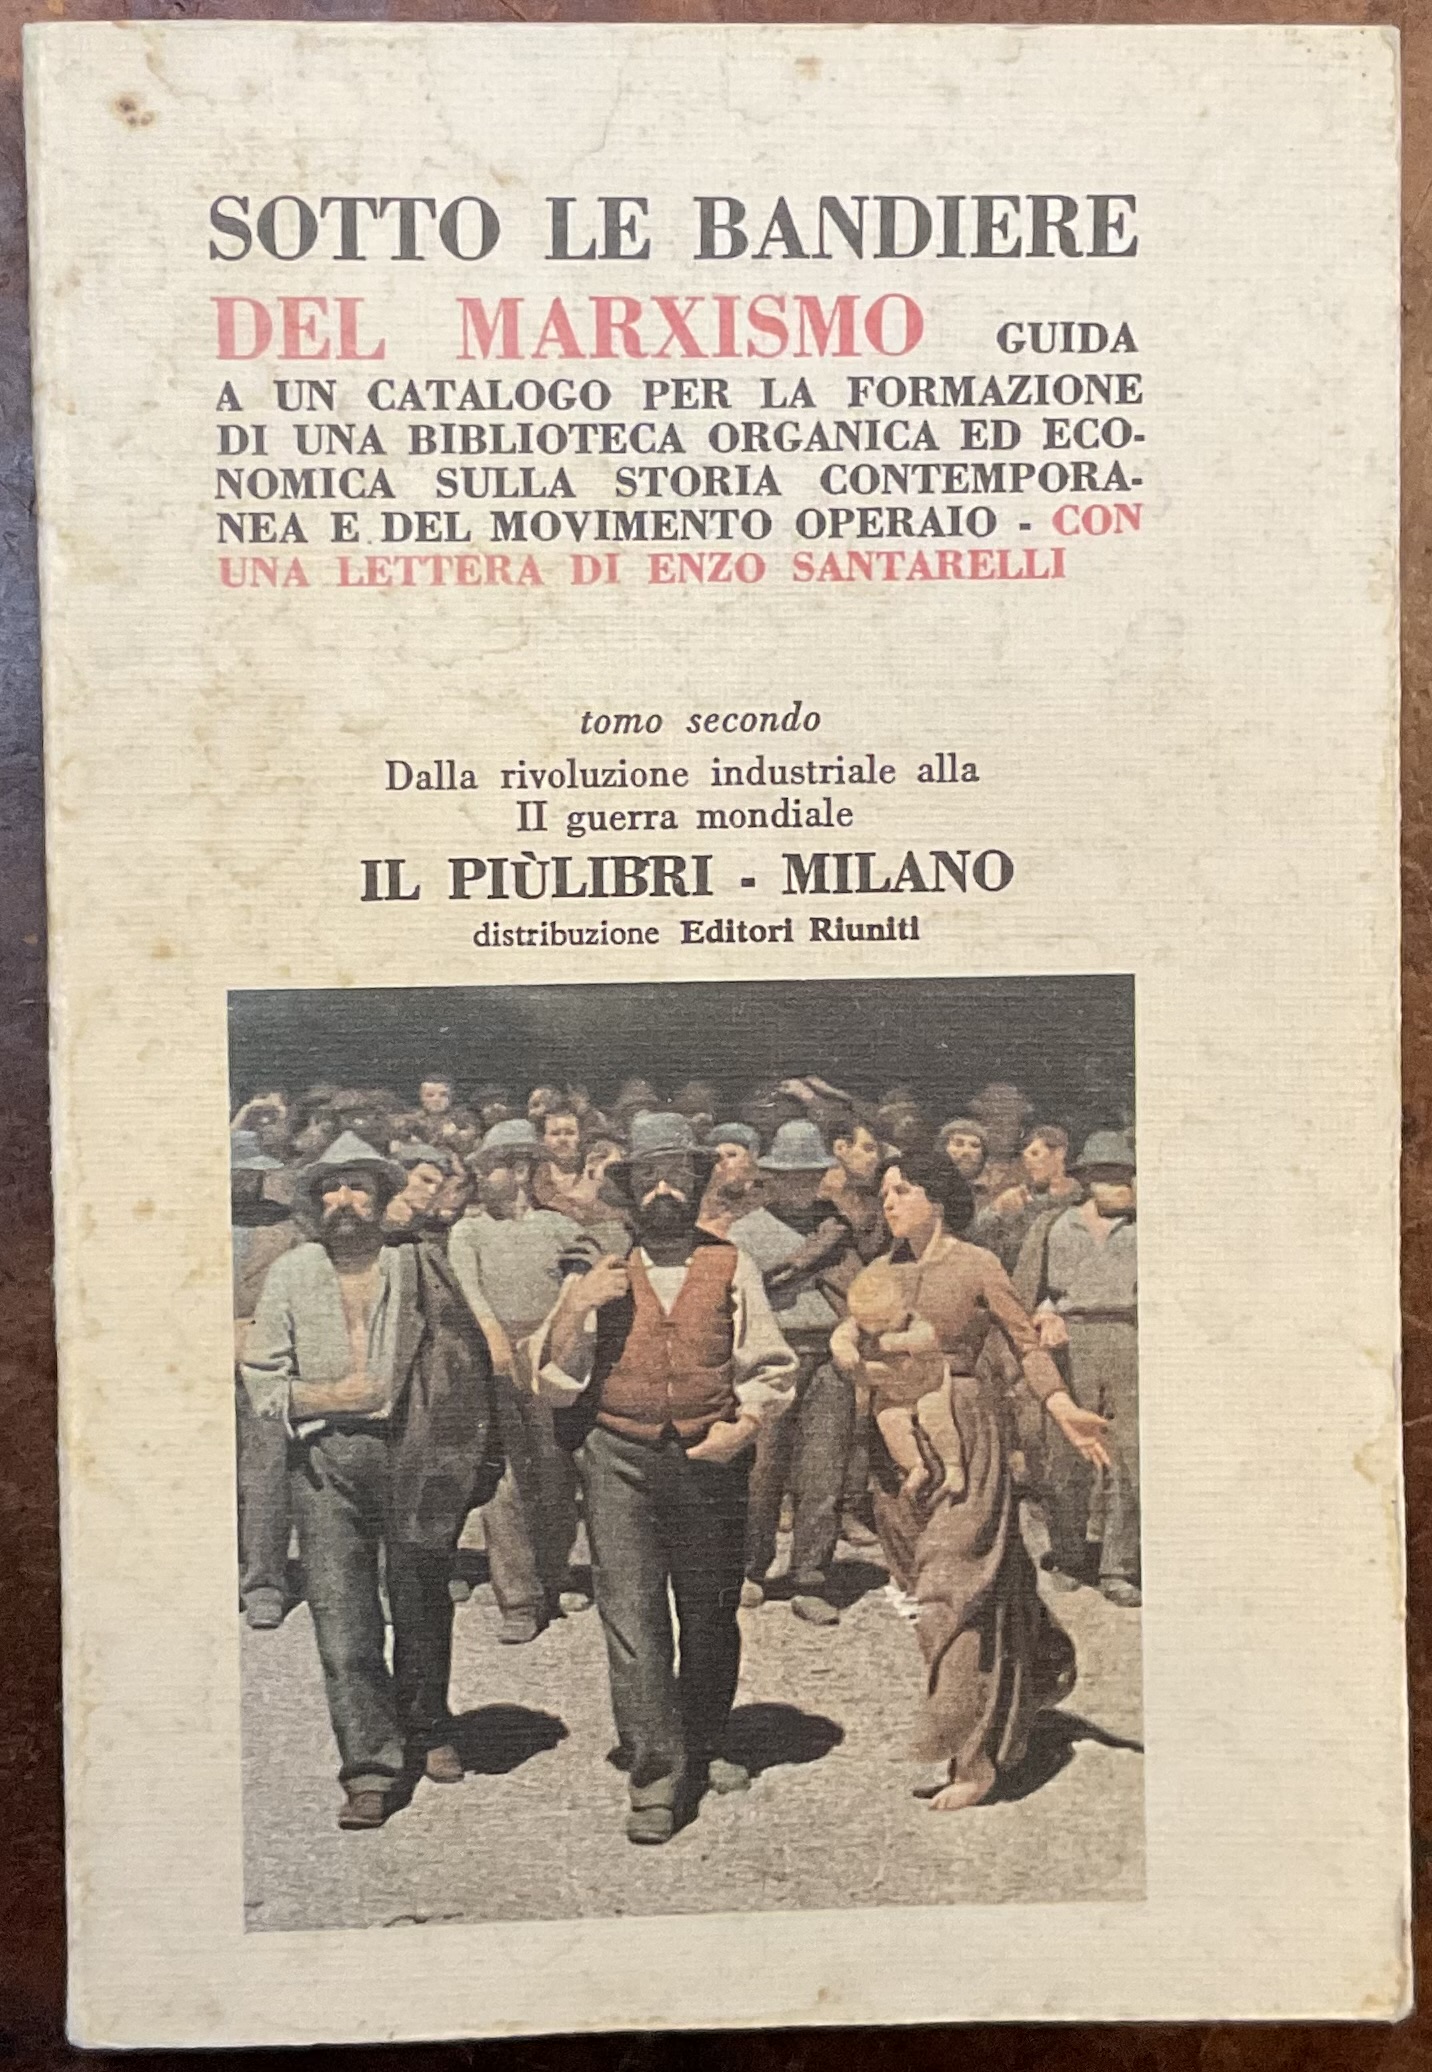 SOTTO LE BANDIERE
DEL MARXISMO GUIDA
A UN CATALOGO PER LA FORMAZIONE
DI UNA BIBLIOTECA ORGANICA ED ECO-
NOMICA SULLA STORIA CONTEMPORA-
NEA E DEL MOVIMENTO OPERAIO - CON
UNA LETTERA DI ENZO SANTARELLI
tomo secondo
Dalla rivoluzione industriale alla
II guerra mondiale
IL PIÙLIBRI - MILANO
distribuzione Editori Riuniti